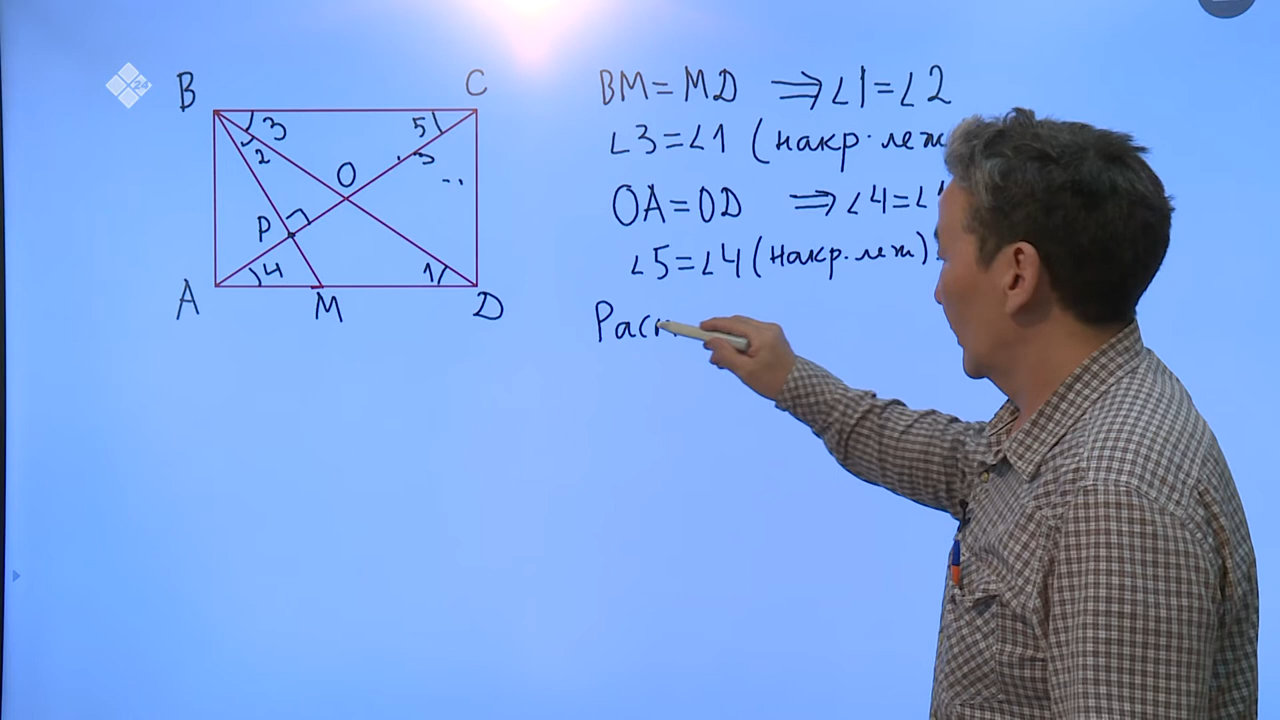 24
B
C
3
5
2
O
P
4
1
A
M
D
BM=MD ⟹∠1=∠2
∠3=∠1 (накр·леж
OA=OD ⟹∠4=∠
∠5=∠4(накр.леж)